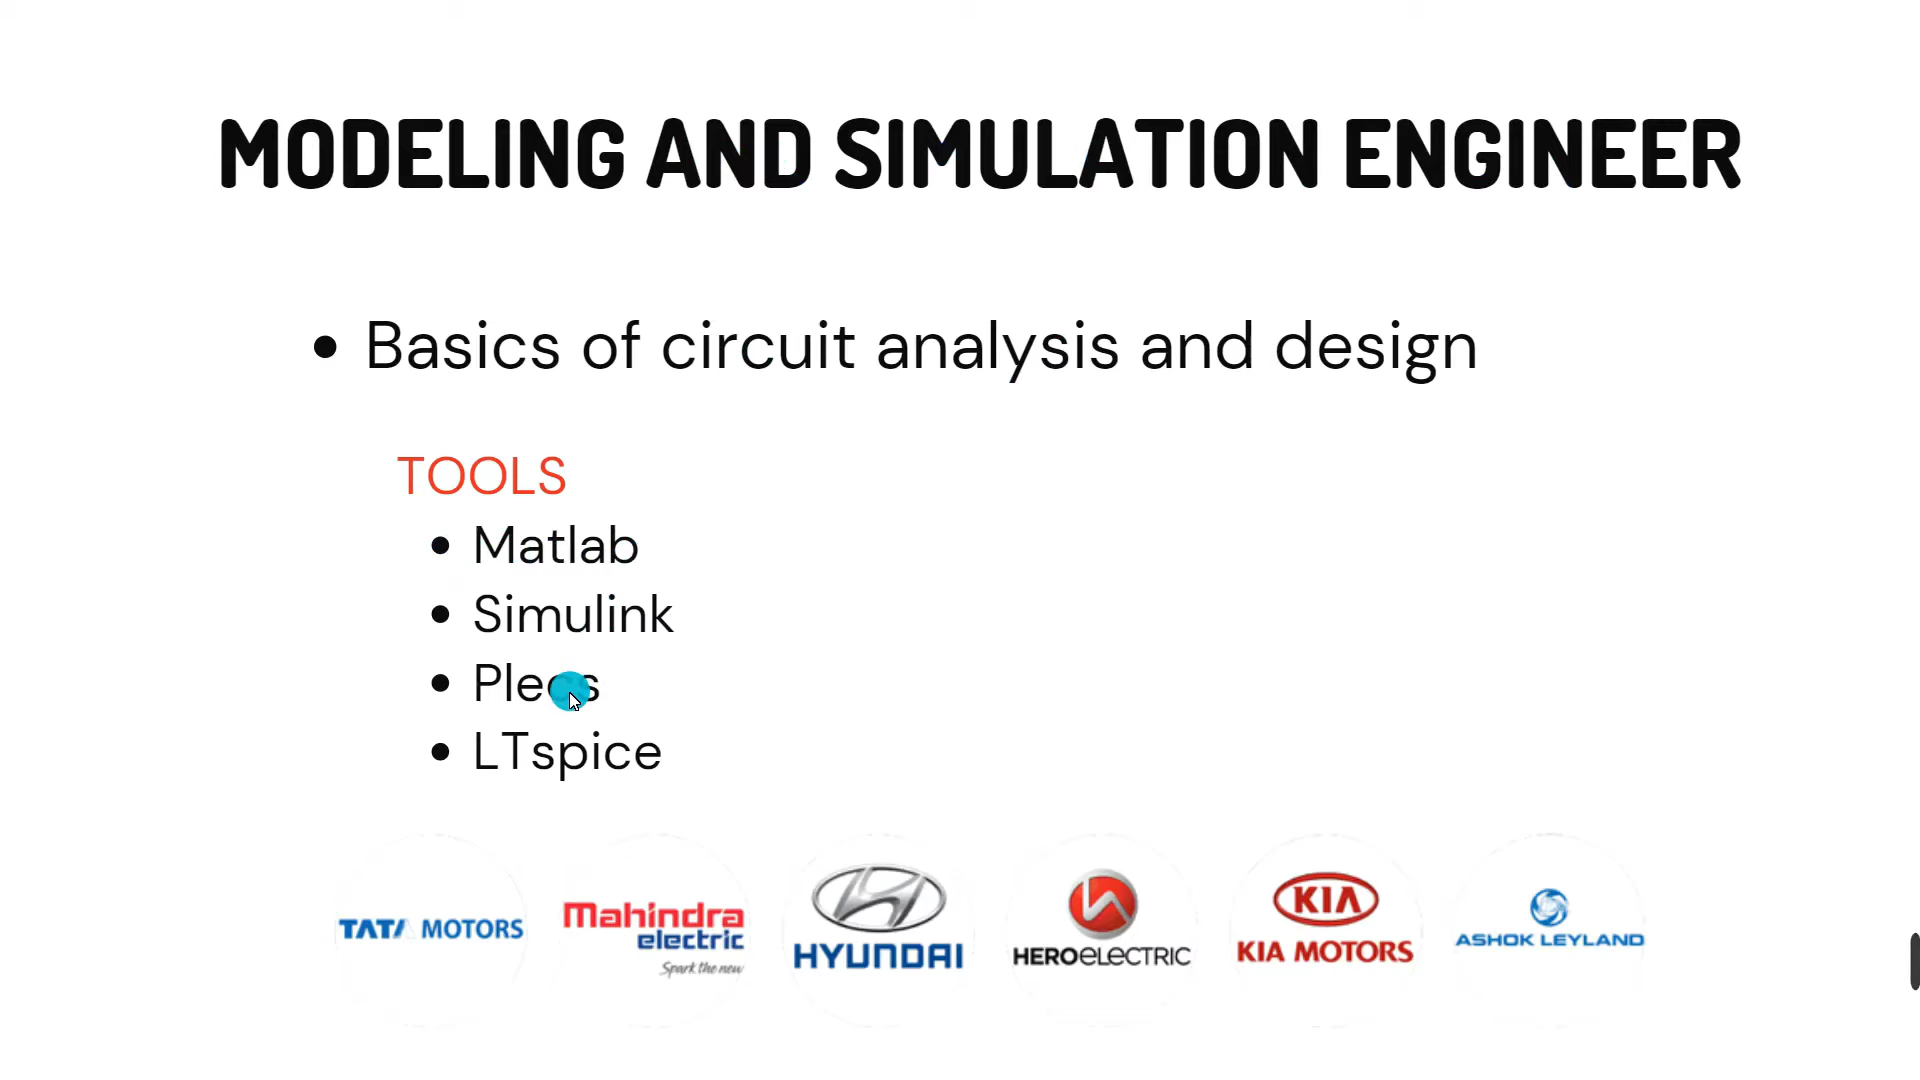 MODELING AND SIMULATION ENGINEER
• Basics of circuit analysis and design
TOOLS
• Matlab
• Simulink
• Plecs
• LTspice
TATA MOTORS
Mahindra
electric
Spark the new
HYUNDAI
HEROELECTRIC
KIA
KIA MOTORS
ASHOK LEYLAND